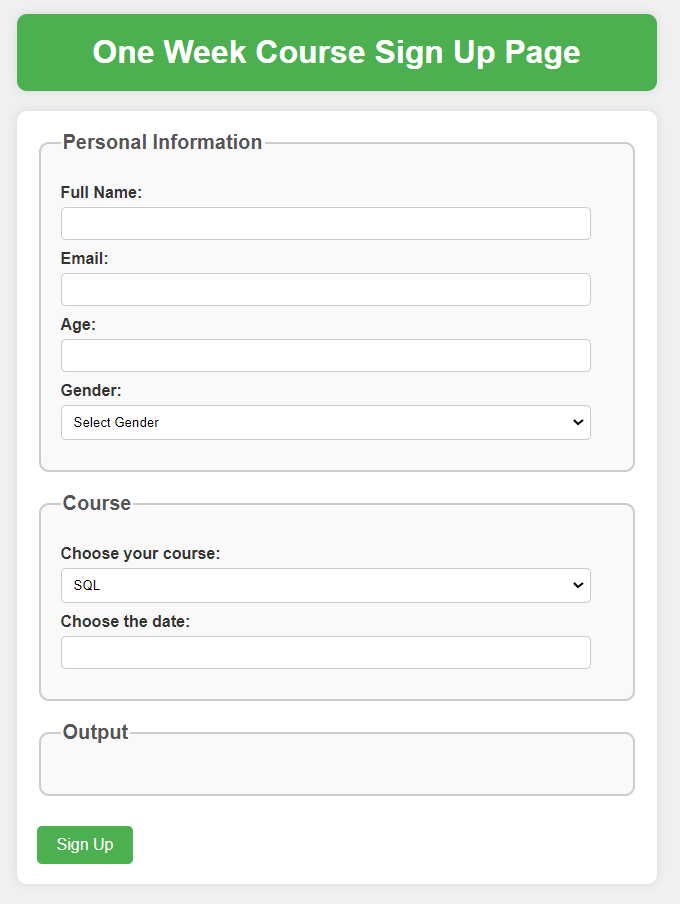 One Week Course Sign Up Page
Personal Information
Full Name:
Email:
Age:
Gender:
Select Gender
Course
Choose your course:
SQL
Choose the date:
Output
Sign Up